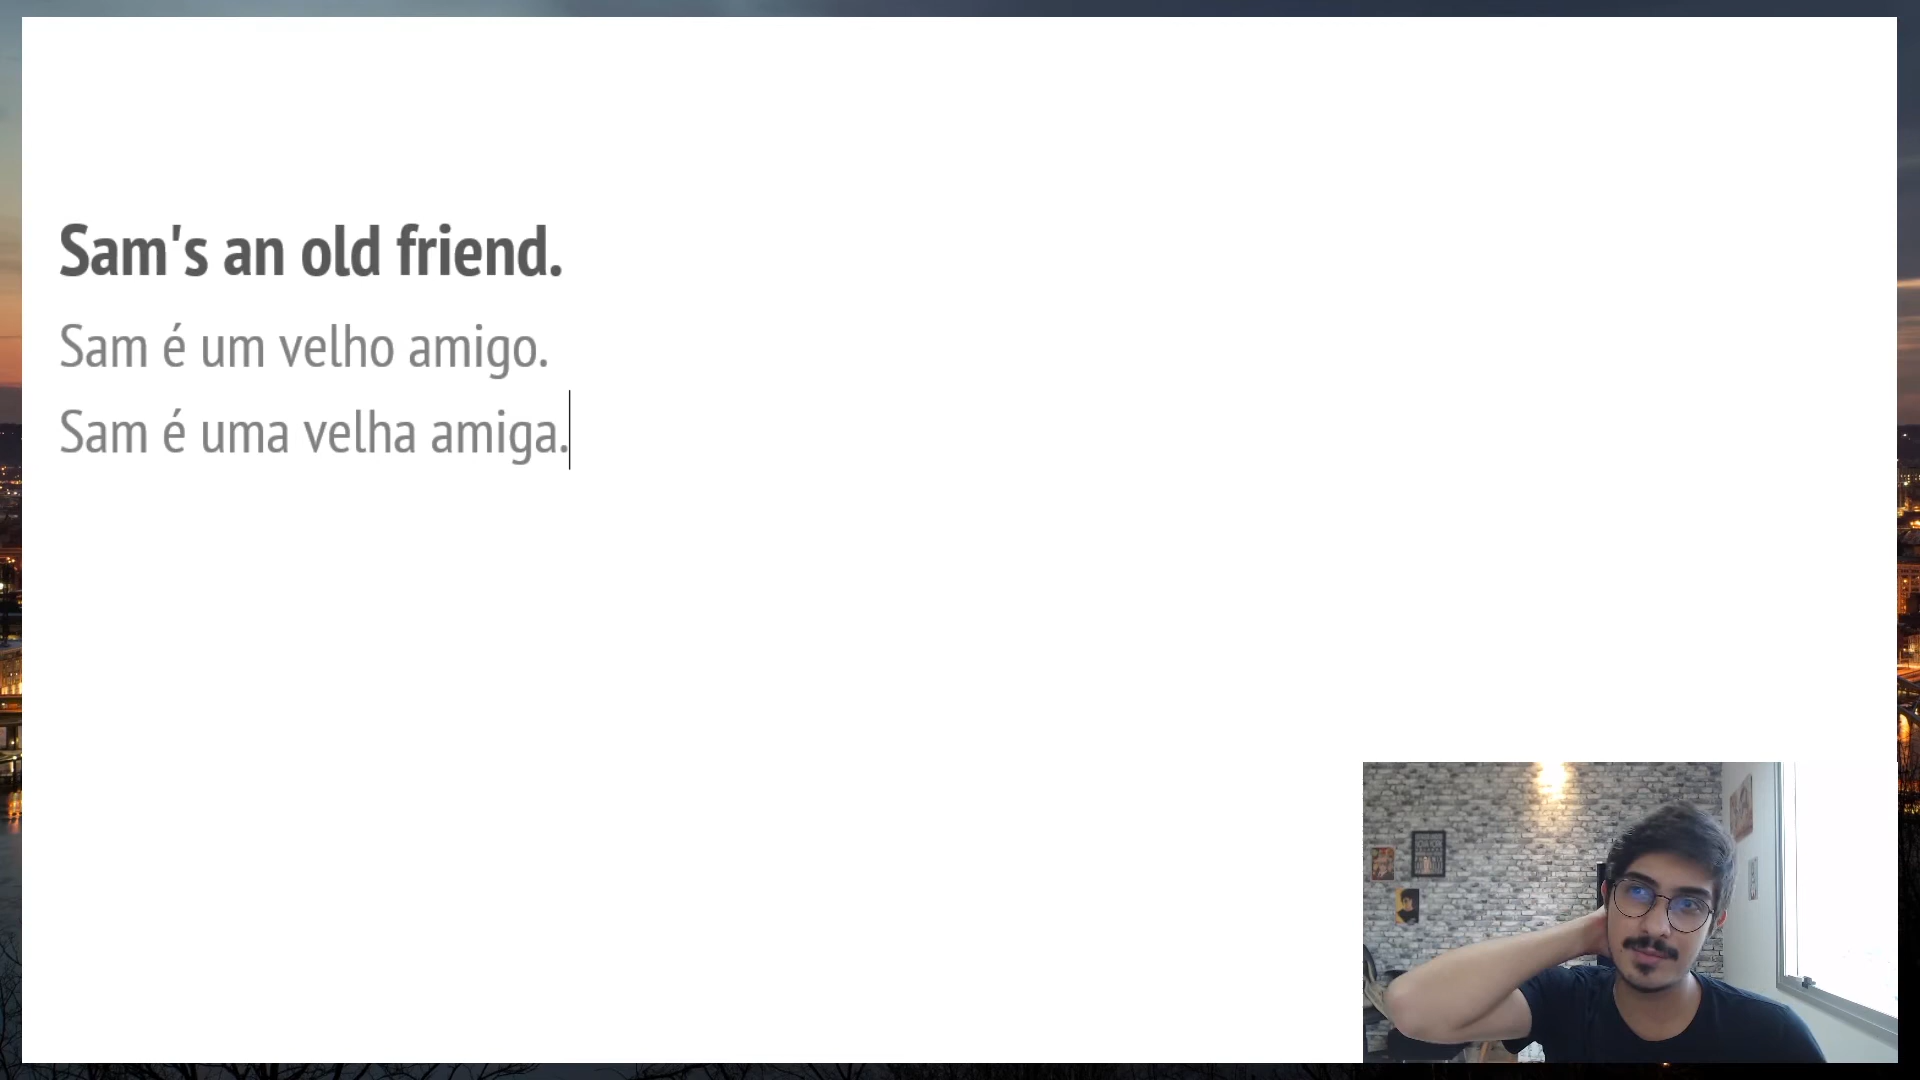 Sam's an old friend.
Sam é um velho amigo.
Sam é uma velha amiga.